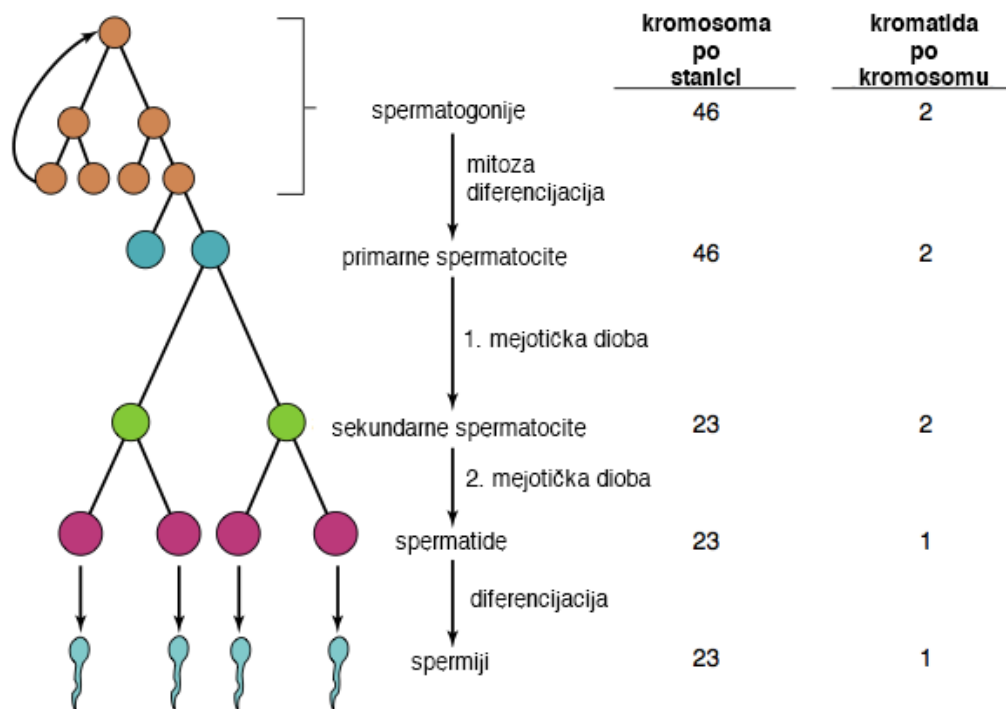 kromosoma
po
stanici
kromatida
po
kromosomu
spermatogonije 46 2
mitoza
diferencijacija
primarne spermatocite 46 2
1. mejotička dioba
sekundarne spermatocite 23 2
2. mejotička dioba
spermatide 23 1
diferencijacija
spermiji 23 1